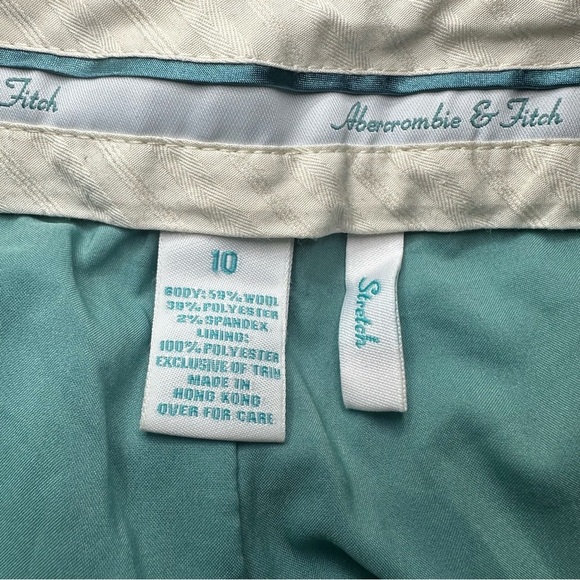 Fitch
Abercrombie & Fitch
10
BODY: 59% WOOL
39% POLYESTER
2% SPANDEX
LINING:
100% POLYESTER
EXCLUSIVE OF TRIM
MADE IN
HONG KONG
OVER FOR CARE
Stretch